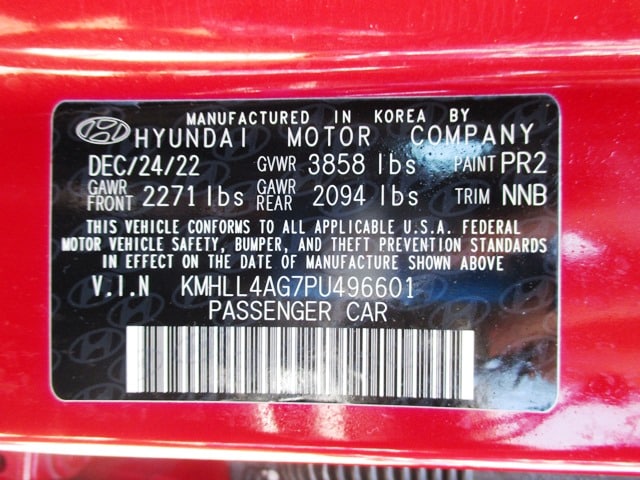 MANUFACTURED IN KOREA BY
HYUNDAI MOTOR COMPANY
DEC/24/22 GVWR 3858 lbs PAINT PR2
GAWR FRONT 2271 lbs GAWR REAR 2094 lbs TRIM NNB
THIS VEHICLE CONFORMS TO ALL APPLICABLE U.S.A. FEDERAL
MOTOR VEHICLE SAFETY, BUMPER, AND THEFT PREVENTION STANDARDS
IN EFFECT ON THE DATE OF MANUFACTURE SHOWN ABOVE
V.I.N KMHLL4AG7PU496601
PASSENGER CAR